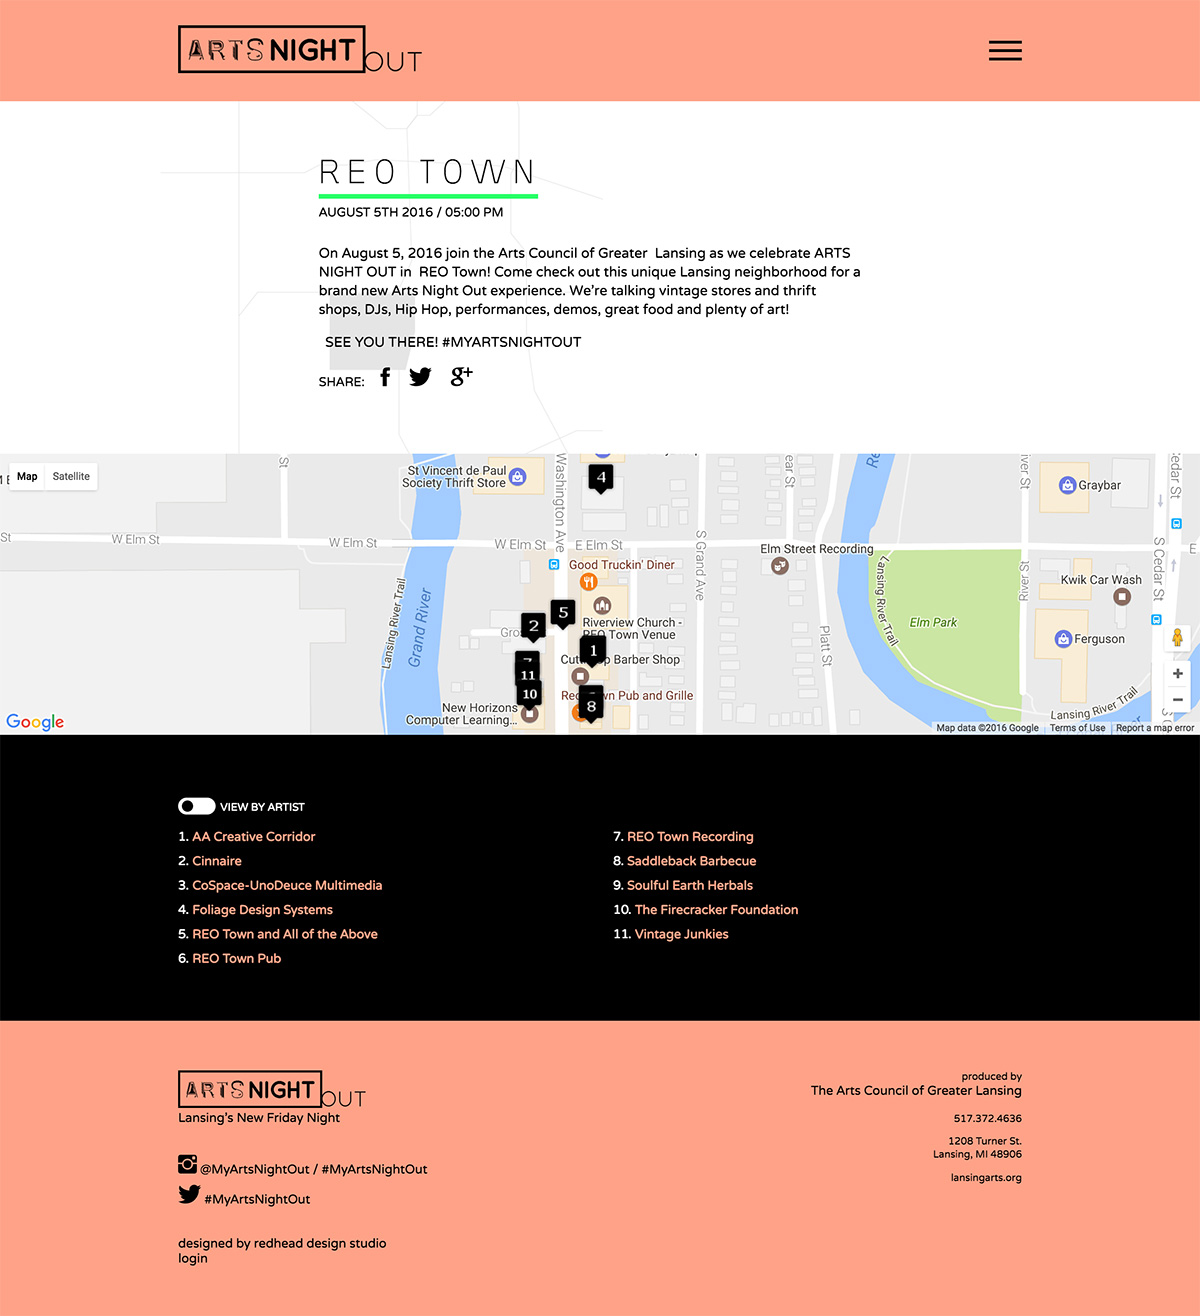 ARTS NIGHT OUT
REO TOWN
AUGUST 5TH 2016 / 05:00 PM
On August 5, 2016 join the Arts Council of Greater Lansing as we celebrate ARTS
NIGHT OUT in REO Town! Come check out this unique Lansing neighborhood for a
brand new Arts Night Out experience. We're talking vintage stores and thrift
shops, DJs, Hip Hop, performances, demos, great food and plenty of art!
SEE YOU THERE! #MYARTSNIGHTOUT
SHARE:
Map Satellite
St
St Vincent de Paul
Society Thrift Store
Washington Ave
4
River St
Graybar
Cedar St
St
W Elm St
W Elm St
W Elm St
E Elm St
S Grand Ave
Elm Street Recording
S Cedar St
E
Good Truckin' Diner
Lansing River Trail
Grand River
Lansing River Trail
River St
Kwik Car Wash
5
2
Riverview Church -
REO Town Venue
Elm Park
Platt St
Ferguson
1
Barber Shop
11
10
Town Pub and Grille
8
New Horizons
Computer Learning...
Lansing River Trail
Google
Map data ©2016 Google Terms of Use Report a map error
VIEW BY ARTIST
1. AA Creative Corridor
2. Cinnaire
3. CoSpace-UnoDeuce Multimedia
4. Foliage Design Systems
5. REO Town and All of the Above
6. REO Town Pub
7. REO Town Recording
8. Saddleback Barbecue
9. Soulful Earth Herbals
10. The Firecracker Foundation
11. Vintage Junkies
ARTS NIGHT OUT
Lansing's New Friday Night
@MyArtsNightOut / #MyArtsNightOut
#MyArtsNightOut
designed by redhead design studio
login
produced by
The Arts Council of Greater Lansing
517.372.4636
1208 Turner St.
Lansing, MI 48906
lansingarts.org